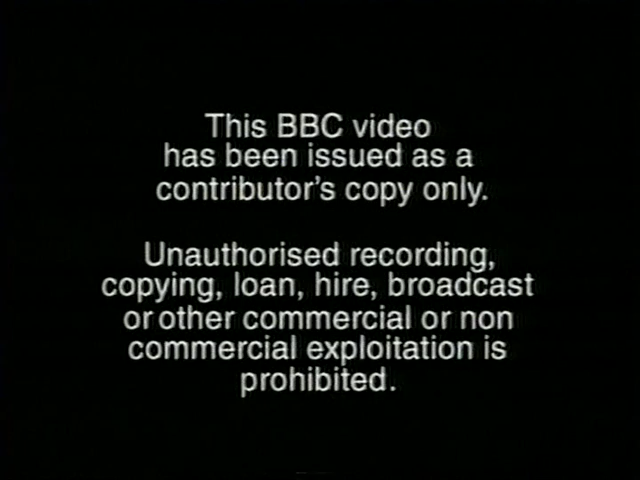 This BBC video
has been issued as a
contributor's copy only.
Unauthorised recording,
copying, loan, hire, broadcast
or other commercial or non
commercial exploitation is
prohibited.